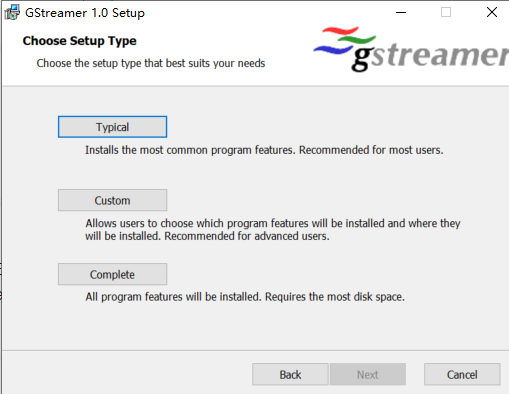 GStreamer 1.0 Setup
Choose Setup Type
Choose the setup type that best suits your needs
gstreamer
Typical
Installs the most common program features. Recommended for most users.
Custom
Allows users to choose which program features will be installed and where they
will be installed. Recommended for advanced users.
Complete
All program features will be installed. Requires the most disk space.
Back Next Cancel